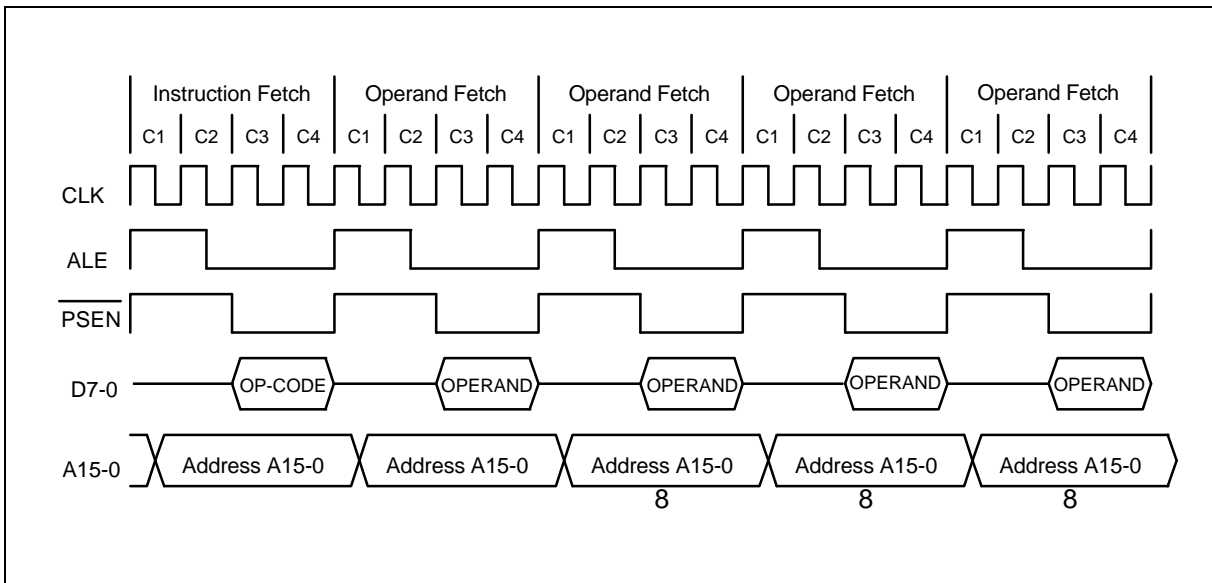 Instruction Fetch Operand Fetch Operand Fetch Operand Fetch Operand Fetch
C1 C2 C3 C4 C1 C2 C3 C4 C1 C2 C3 C4 C1 C2 C3 C4 C1 C2 C3 C4
CLK
ALE
PSEN
D7-0 OP-CODE OPERAND OPERAND OPERAND OPERAND
A15-0 Address A15-0 Address A15-0 Address A15-0 Address A15-0 Address A15-0
8 8 8